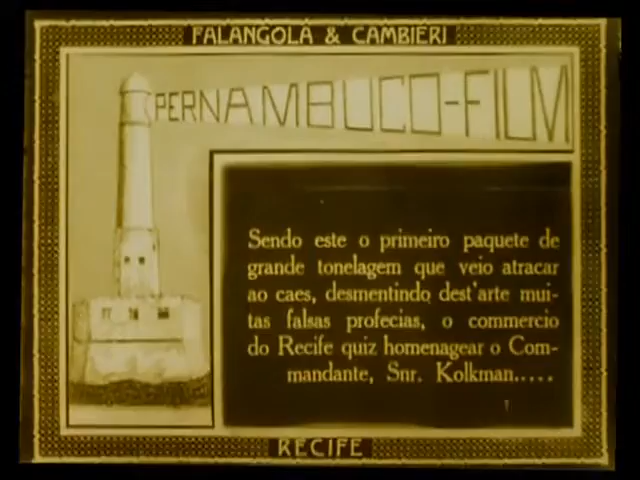 FALANGOLA & CAMBIERI
PERNAMBUCO-FILM
Sendo este o primeiro paquete de
grande tonelagem que veio atracar
ao caes, desmentindo dest'arte mui-
tas falsas profecias, o commercio
do Recife quiz homenagear o Com-
mandante, Snr. Kolkman.....
RECIFE